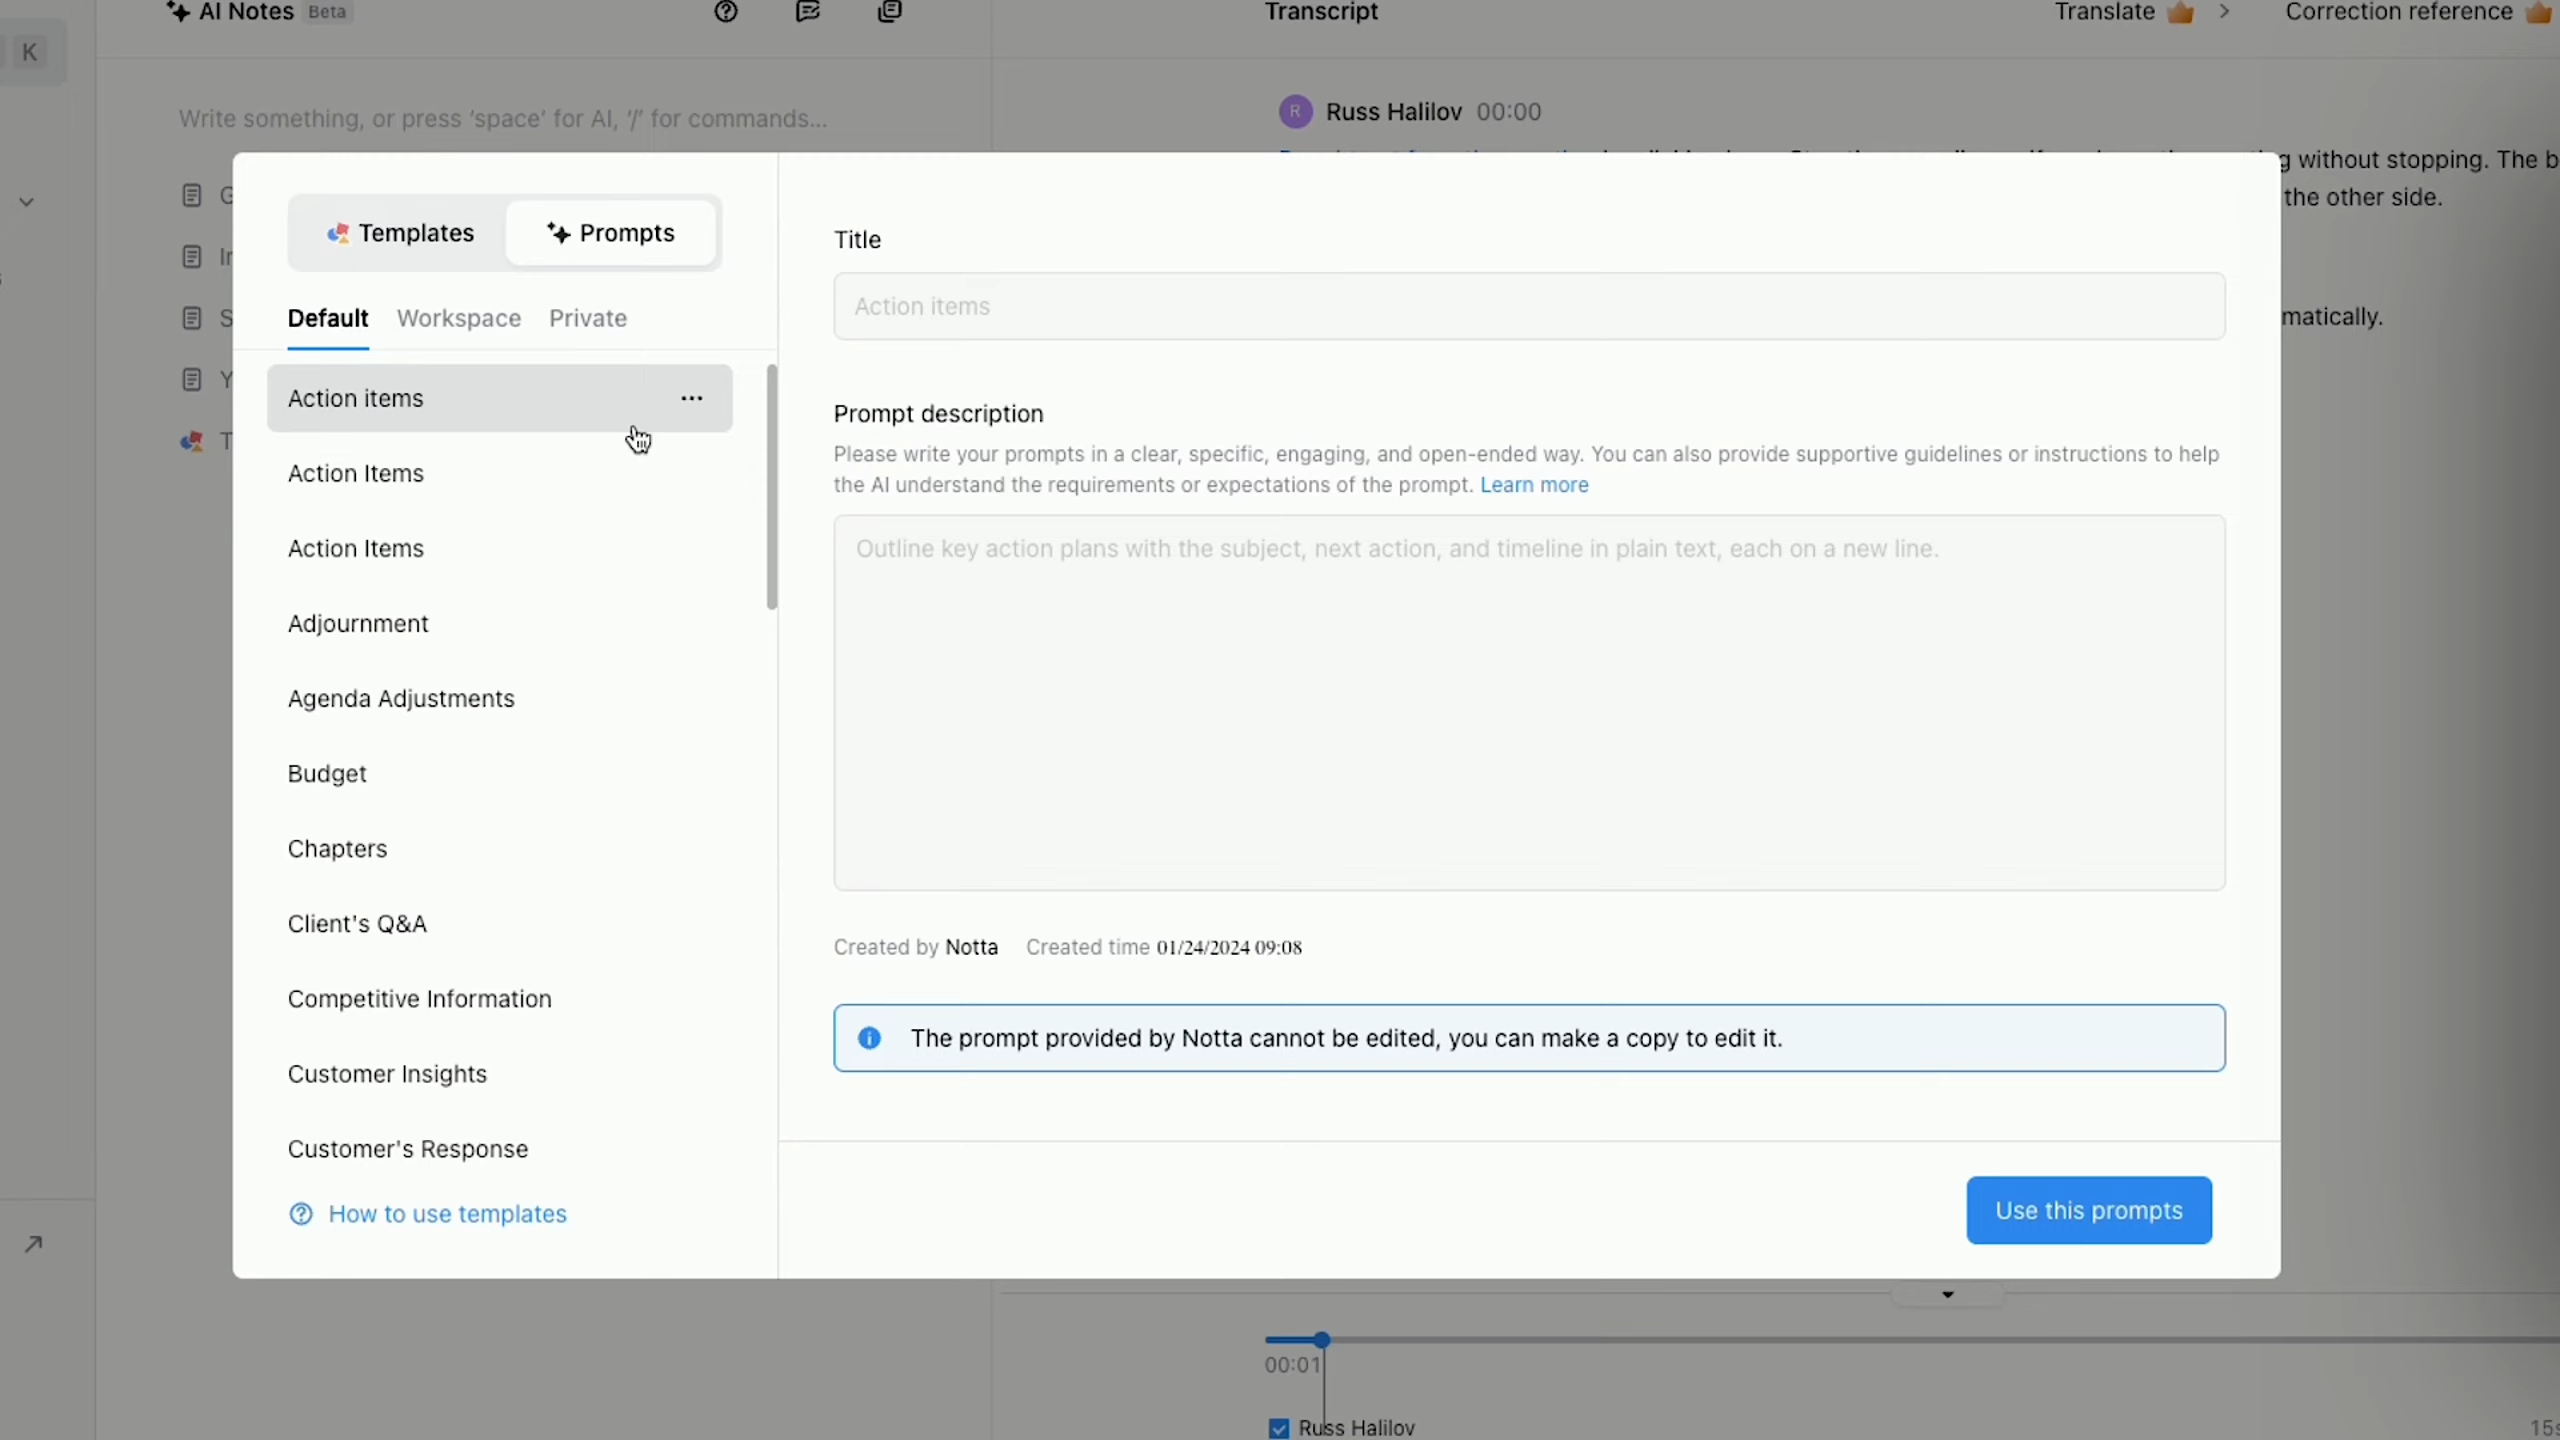 AI Notes Beta
Transcript
Translate
Correction reference
K
Write something, or press 'space' for AI, '/' for commands...
R Russ Halilov 00:00
without stopping. The b
the other side.
matically.
Templates
Prompts
Default
Workspace
Private
Action items
Action Items
Action Items
Adjournment
Agenda Adjustments
Budget
Chapters
Client's Q&A
Competitive Information
Customer Insights
Customer's Response
How to use templates
Title
Action items
Prompt description
Please write your prompts in a clear, specific, engaging, and open-ended way. You can also provide supportive guidelines or instructions to help
the AI understand the requirements or expectations of the prompt. Learn more
Outline key action plans with the subject, next action, and timeline in plain text, each on a new line.
Created by Notta Created time 01/24/2024 09:08
The prompt provided by Notta cannot be edited, you can make a copy to edit it.
Use this prompts
00:01
Russ Halilov
15s